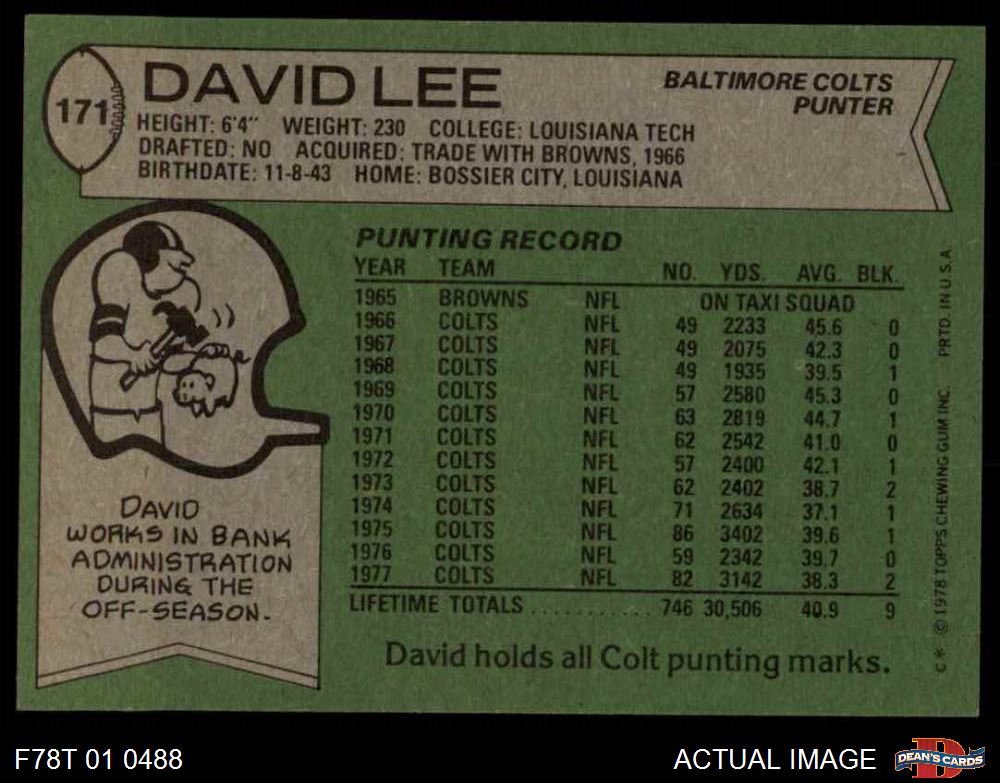 171
DAVID LEE
BALTIMORE COLTS
PUNTER
HEIGHT: 6'4" WEIGHT: 230 COLLEGE: LOUISIANA TECH
DRAFTED: NO ACQUIRED: TRADE WITH BROWNS, 1966
BIRTHDATE: 11-8-43 HOME: BOSSIER CITY, LOUISIANA
PUNTING RECORD
YEAR TEAM NO. YDS. AVG. BLK.
1965 BROWNS NFL ON TAXI SQUAD
1966 COLTS NFL 49 2233 45.6 0
1967 COLTS NFL 49 2075 42.3 0
1968 COLTS NFL 49 1935 39.5 1
1969 COLTS NFL 57 2580 45.3 0
1970 COLTS NFL 63 2819 44.7 1
1971 COLTS NFL 62 2542 41.0 0
1972 COLTS NFL 57 2400 42.1 1
1973 COLTS NFL 62 2402 38.7 2
1974 COLTS NFL 71 2634 37.1 1
1975 COLTS NFL 86 3402 39.6 1
1976 COLTS NFL 59 2342 39.7 0
1977 COLTS NFL 82 3142 38.3 2
LIFETIME TOTALS .......... 746 30,506 40.9 9
David holds all Colt punting marks.
DAVID
WORKS IN BANK
ADMINISTRATION
DURING THE
OFF-SEASON.
C* © 1978 TOPPS CHEWING GUM INC. PRTD. IN U.S.A.
F78T 01 0488
ACTUAL IMAGE
D
DEAN'S CARDS